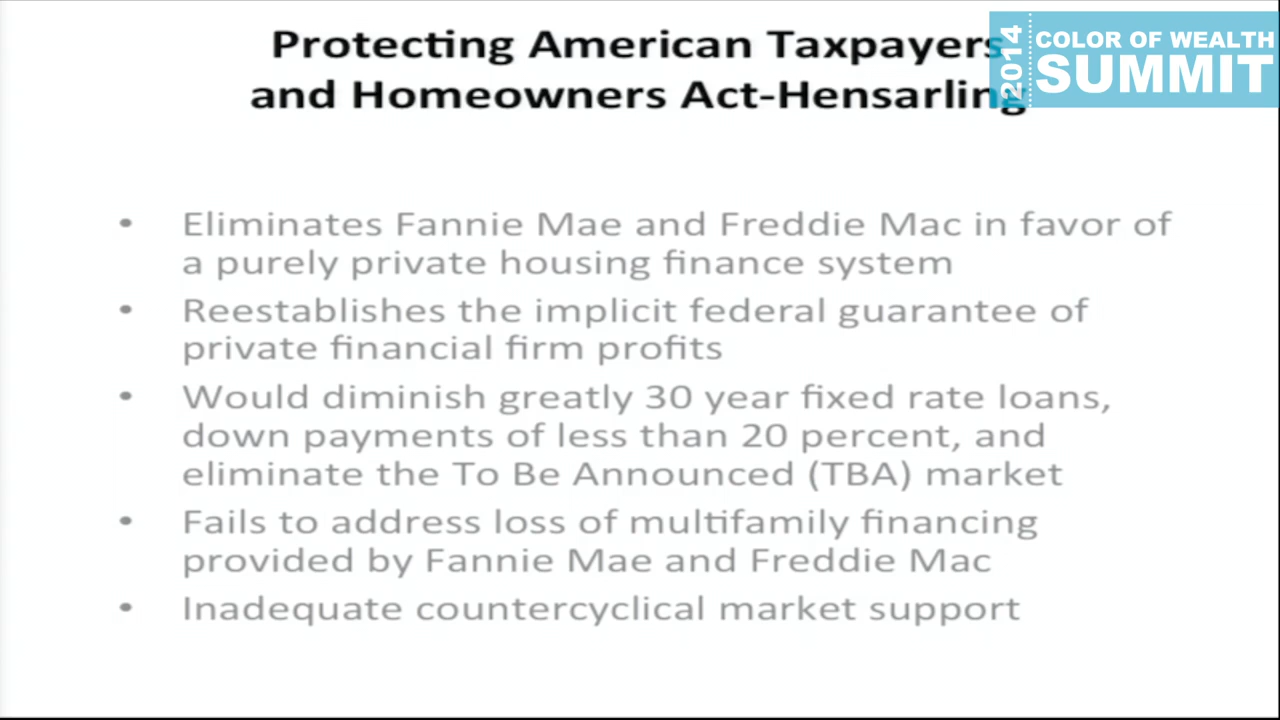 Protecting American Taxpayers
and Homeowners Act-Hensarling
2014
COLOR OF WEALTH
SUMMIT
• Eliminates Fannie Mae and Freddie Mac in favor of
a purely private housing finance system
• Reestablishes the implicit federal guarantee of
private financial firm profits
• Would diminish greatly 30 year fixed rate loans,
down payments of less than 20 percent, and
eliminate the To Be Announced (TBA) market
• Fails to address loss of multifamily financing
provided by Fannie Mae and Freddie Mac
• Inadequate countercyclical market support